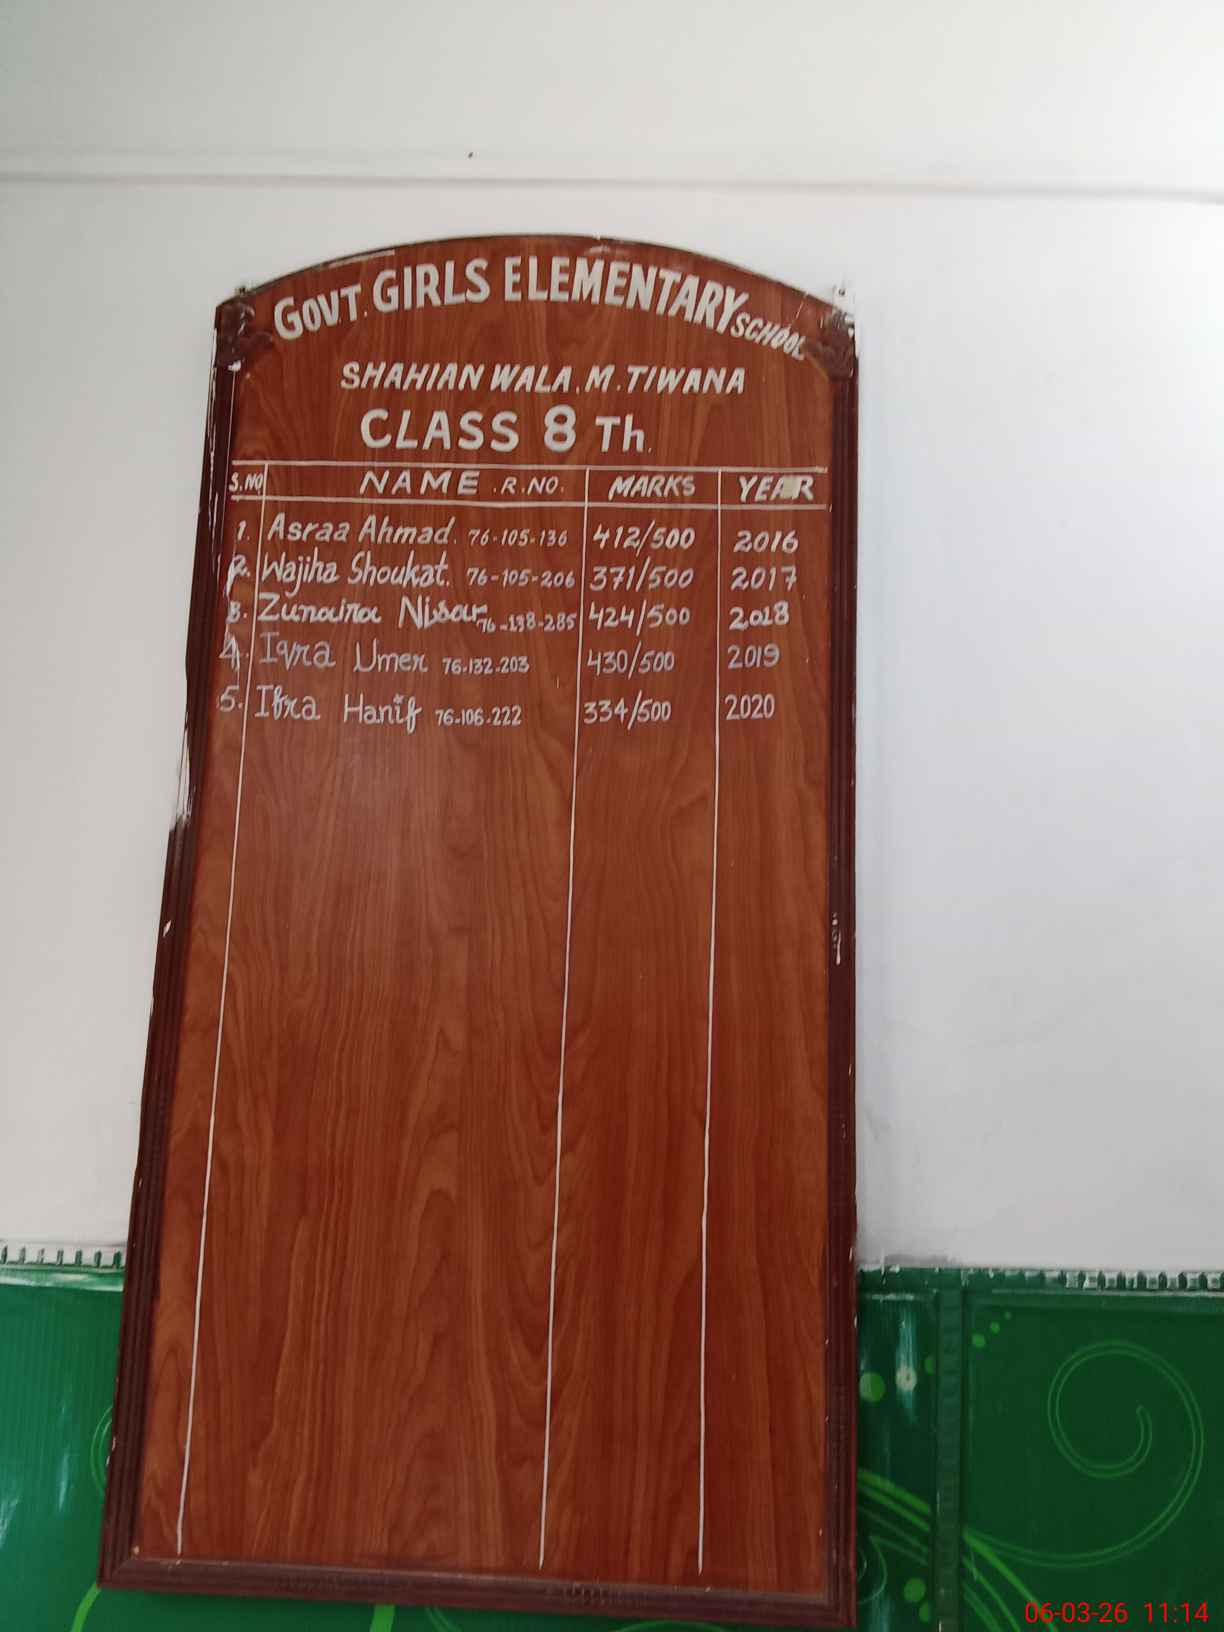 GOVT. GIRLS ELEMENTARY SCHOOL
SHAHIAN WALA. M. TIWANA
CLASS 8 Th.
S.NO NAME . R.NO. MARKS YEAR
1. Asraa Ahmad. 76-105-136 412/500 2016
2. Wajiha Shoukat. 76-105-206 371/500 2017
3. Zunaira Nisar 76-138-285 424/500 2018
4. Iqra Umer 76-132-203 430/500 2019
5. Ifra Hanif 76-106-222 334/500 2020
06-03-26 11:14